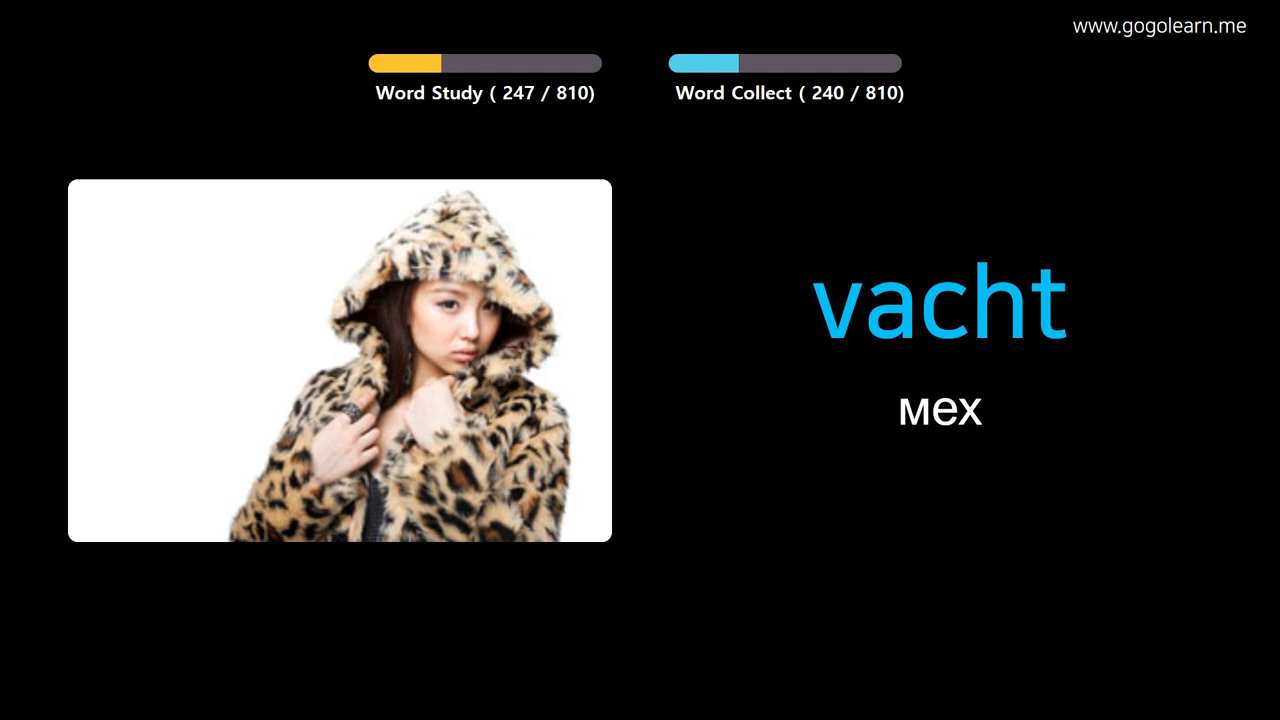 www.gogolearn.me
Word Study ( 247 / 810)
Word Collect ( 240 / 810)
vacht
мех